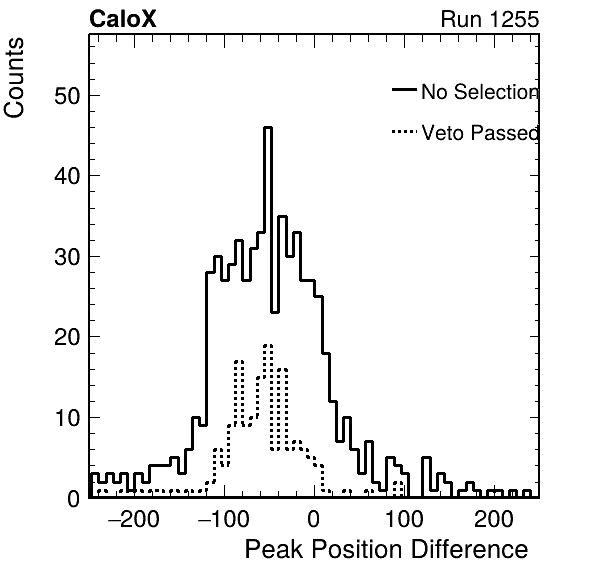 CaloX Run 1255
Counts
No Selection
Veto Passed
50
40
30
20
10
0
−200 −100 0 100 200
Peak Position Difference